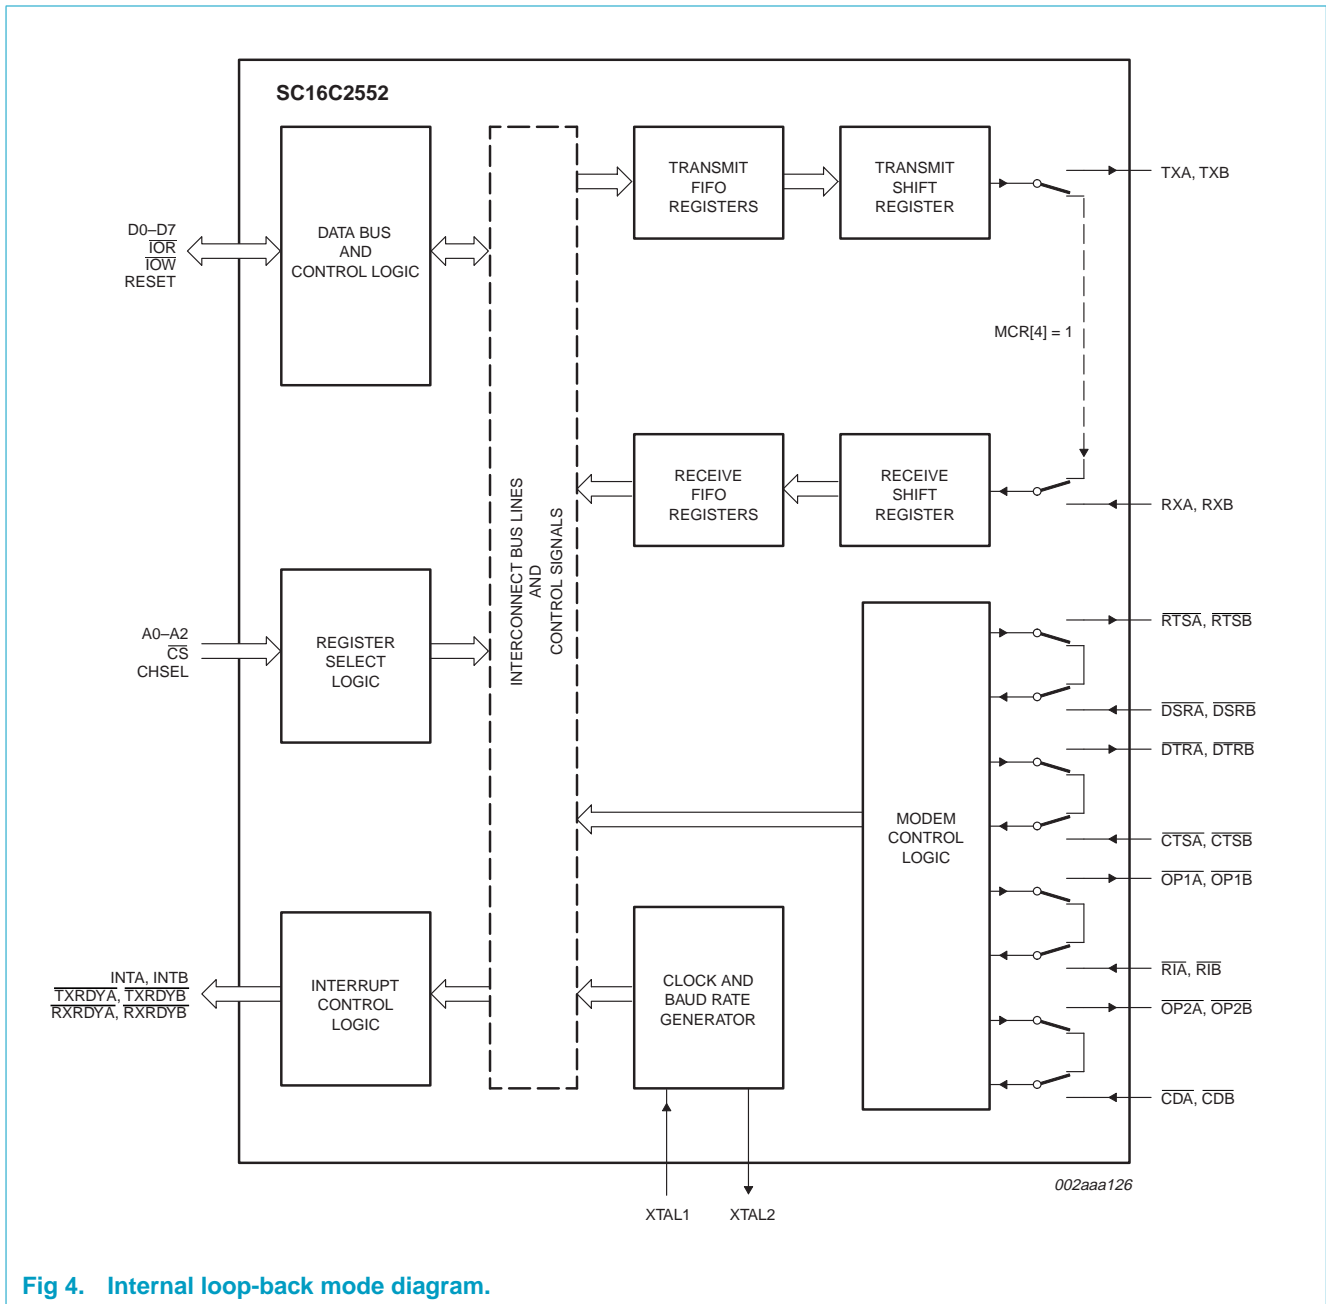 SC16C2552
D0–D7
IOR
IOW
RESET
DATA BUS
AND
CONTROL LOGIC
INTERCONNECT BUS LINES
AND
CONTROL SIGNALS
TRANSMIT
FIFO
REGISTERS
TRANSMIT
SHIFT
REGISTER
TXA, TXB
MCR[4] = 1
RECEIVE
FIFO
REGISTERS
RECEIVE
SHIFT
REGISTER
RXA, RXB
A0–A2
CS
CHSEL
REGISTER
SELECT
LOGIC
MODEM
CONTROL
LOGIC
RTSA, RTSB
DSRA, DSRB
DTRA, DTRB
CTSA, CTSB
OP1A, OP1B
RIA, RIB
OP2A, OP2B
CDA, CDB
INTA, INTB
TXRDYA, TXRDYB
RXRDYA, RXRDYB
INTERRUPT
CONTROL
LOGIC
CLOCK AND
BAUD RATE
GENERATOR
XTAL1
XTAL2
002aaa126
Fig 4. Internal loop-back mode diagram.